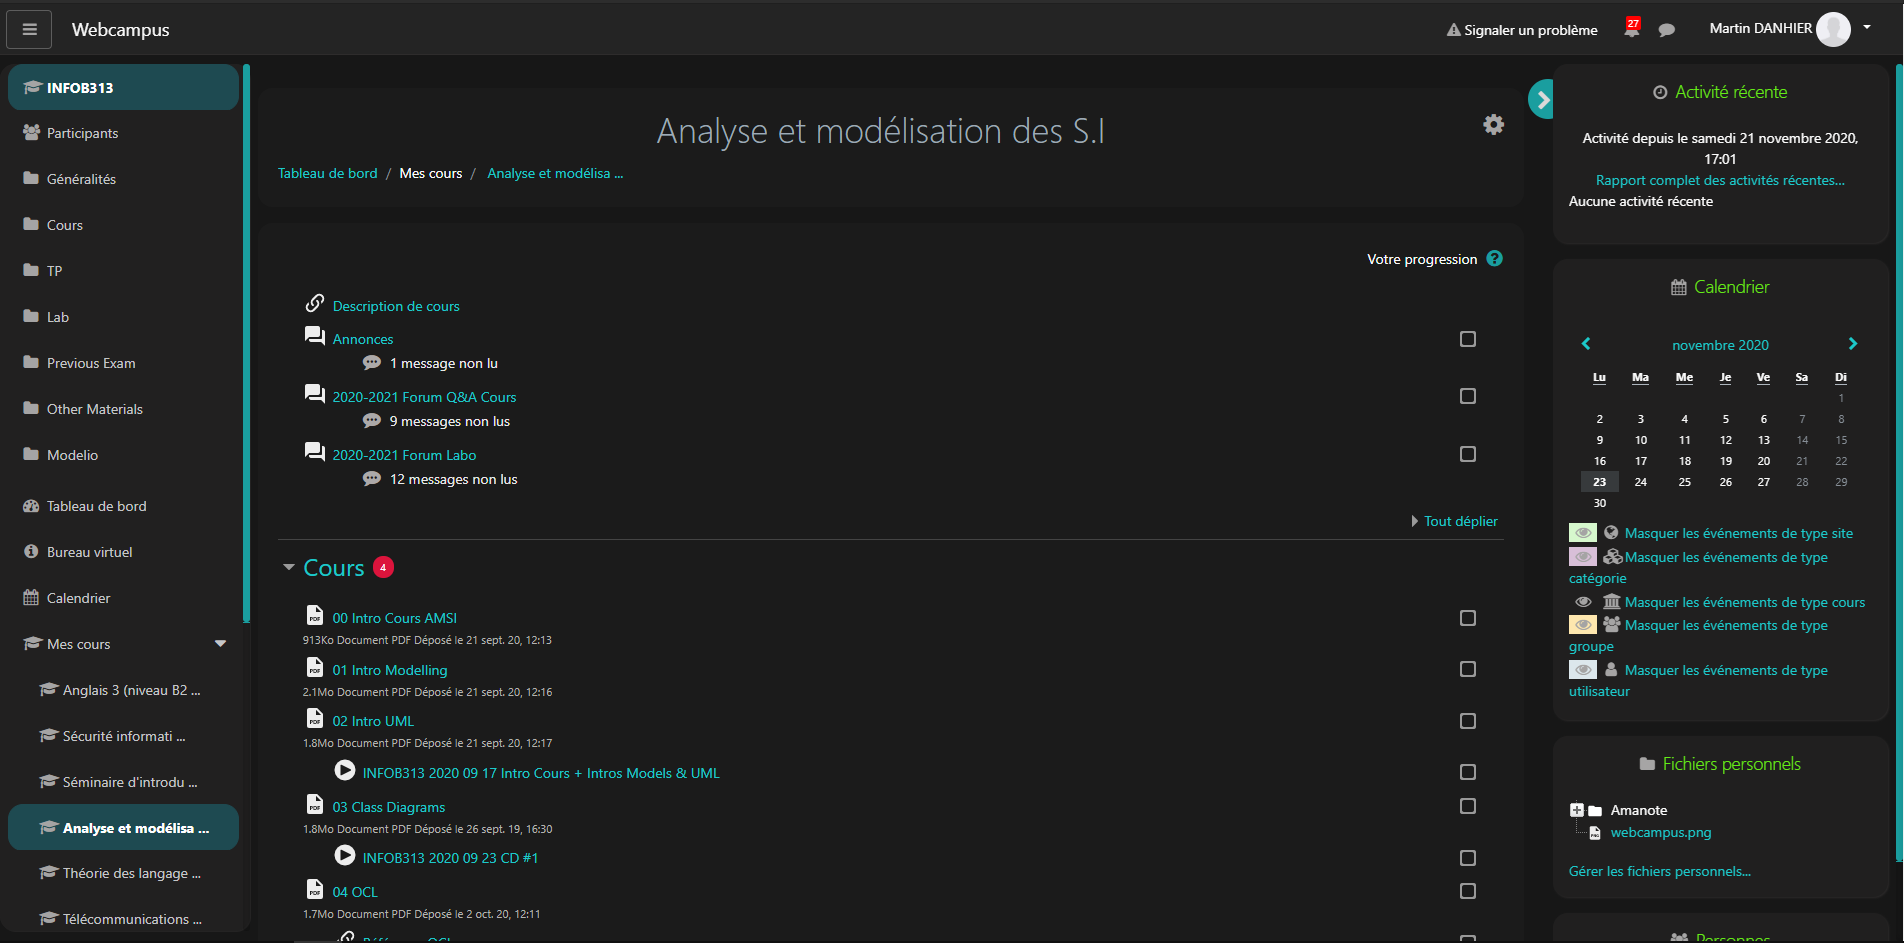 Webcampus
Signaler un problème
27
Martin DANHIER
INFOB313
Participants
Généralités
Cours
TP
Lab
Previous Exam
Other Materials
Modelio
Tableau de bord
Bureau virtuel
Calendrier
Mes cours
Anglais 3 (niveau B2 ...
Sécurité informati ...
Séminaire d'introdu ...
Analyse et modélisa ...
Théorie des langage ...
Télécommunications ...
Analyse et modélisation des S.I
Tableau de bord / Mes cours / Analyse et modélisa ...
Votre progression
Description de cours
Annonces
1 message non lu
2020-2021 Forum Q&A Cours
9 messages non lus
2020-2021 Forum Labo
12 messages non lus
Tout déplier
Cours 4
00 Intro Cours AMSI
913Ko Document PDF Déposé le 21 sept. 20, 12:13
01 Intro Modelling
2.1Mo Document PDF Déposé le 21 sept. 20, 12:16
02 Intro UML
1.8Mo Document PDF Déposé le 21 sept. 20, 12:17
INFOB313 2020 09 17 Intro Cours + Intros Models & UML
03 Class Diagrams
1.8Mo Document PDF Déposé le 26 sept. 19, 16:30
INFOB313 2020 09 23 CD #1
04 OCL
1.7Mo Document PDF Déposé le 2 oct. 20, 12:11
Activité récente
Activité depuis le samedi 21 novembre 2020,
17:01
Rapport complet des activités récentes...
Aucune activité récente
Calendrier
novembre 2020
Lu Ma Me Je Ve Sa Di
1
2 3 4 5 6 7 8
9 10 11 12 13 14 15
16 17 18 19 20 21 22
23 24 25 26 27 28 29
30
Masquer les événements de type site
Masquer les événements de type
catégorie
Masquer les événements de type cours
Masquer les événements de type
groupe
Masquer les événements de type
utilisateur
Fichiers personnels
Amanote
webcampus.png
Gérer les fichiers personnels...
Personnes